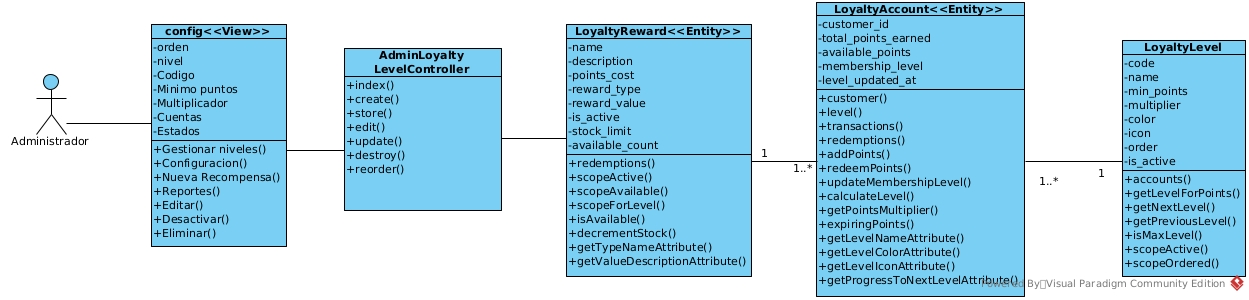 Administrador
config<<View>>
-orden
-nivel
-Codigo
-Minimo puntos
-Multiplicador
-Cuentas
-Estados
+Gestionar niveles()
+Configuracion()
+Nueva Recompensa()
+Reportes()
+Editar()
+Desactivar()
+Eliminar()
AdminLoyalty
LevelController
+index()
+create()
+store()
+edit()
+update()
+destroy()
+reorder()
LoyaltyReward<<Entity>>
-name
-description
-points_cost
-reward_type
-reward_value
-is_active
-stock_limit
-available_count
+redemptions()
+scopeActive()
+scopeAvailable()
+scopeForLevel()
+isAvailable()
+decrementStock()
+getTypeNameAttribute()
+getValueDescriptionAttribute()
1
1..*
LoyaltyAccount<<Entity>>
-customer_id
-total_points_earned
-available_points
-membership_level
-level_updated_at
+customer()
+level()
+transactions()
+redemptions()
+addPoints()
+redeemPoints()
+updateMembershipLevel()
+calculateLevel()
+getPointsMultiplier()
+expiringPoints()
+getLevelNameAttribute()
+getLevelColorAttribute()
+getLevelIconAttribute()
+getProgressToNextLevelAttribute()
1..*
1
LoyaltyLevel
-code
-name
-min_points
-multiplier
-color
-icon
-order
-is_active
+accounts()
+getLevelForPoints()
+getNextLevel()
+getPreviousLevel()
+isMaxLevel()
+scopeActive()
+scopeOrdered()
Powered By Visual Paradigm Community Edition